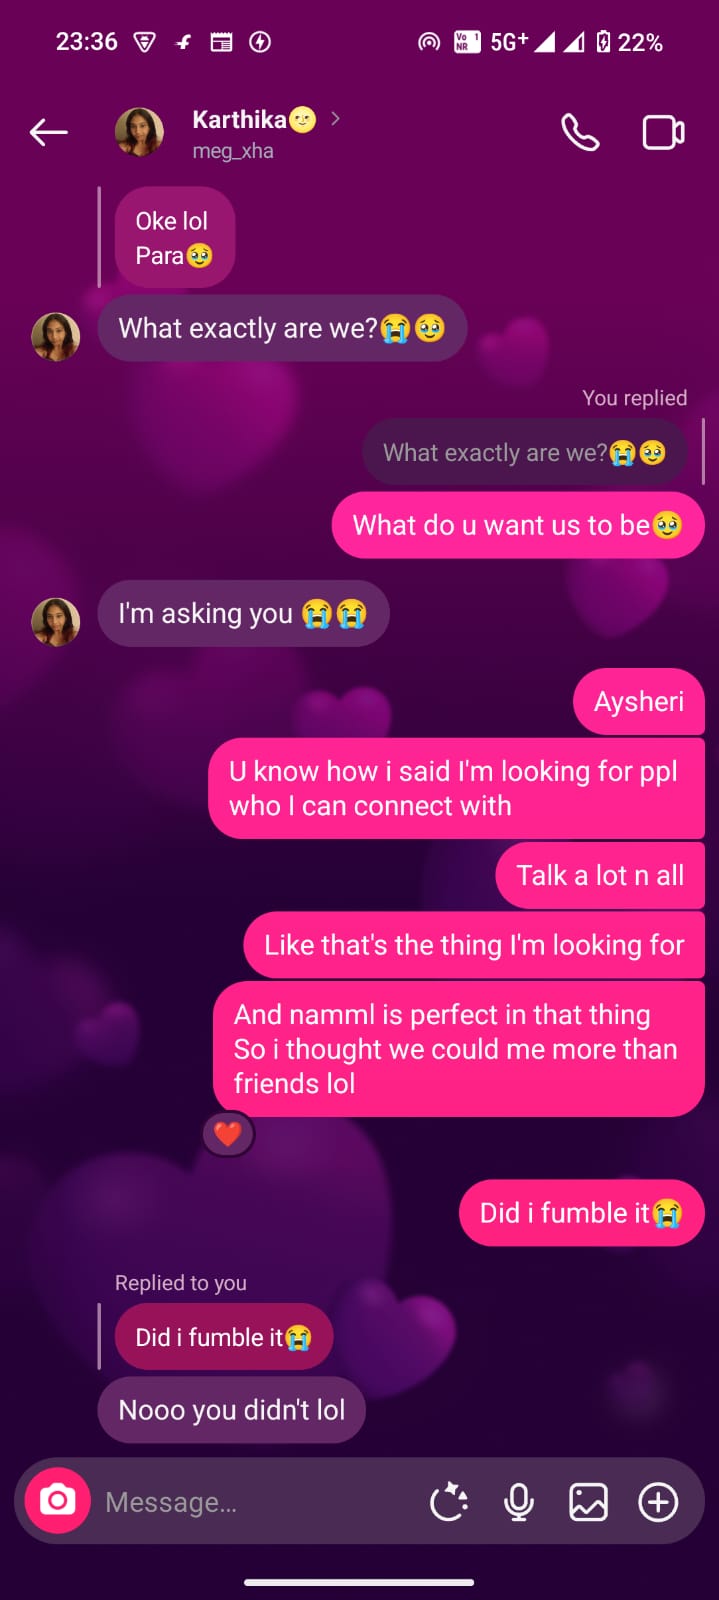 23:36
Vo 1
NR
5G+
22%
Karthika🌝
meg_xha
Oke lol
Para🥹
What exactly are we?😭🥹
You replied
What exactly are we?😭🥹
What do u want us to be🥹
I'm asking you 😭😭
Aysheri
U know how i said I'm looking for ppl
who I can connect with
Talk a lot n all
Like that's the thing I'm looking for
And namml is perfect in that thing
So i thought we could me more than
friends lol
❤️
Did i fumble it😭
Replied to you
Did i fumble it😭
Nooo you didn't lol
Message…